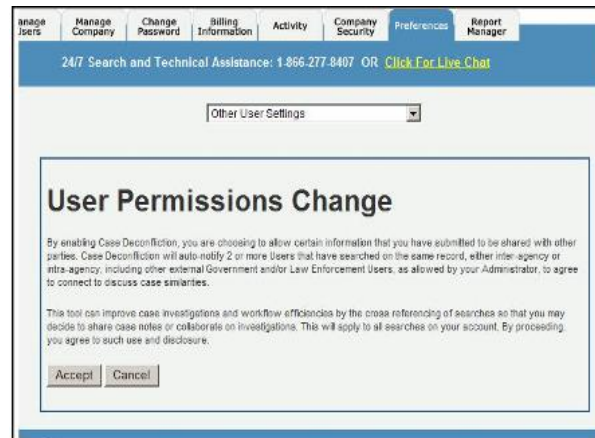 anage Manage Change Billing Activity Company Preferences Report
Jsers Company Password Information Security Manager
24/7 Search and Technical Assistance: 1-866-277-8407 OR Click For Live Chat
Other User Settings
User Permissions Change
By enabling Case Deconfliction, you are choosing to allow certain information that you have submitted to be shared with other
parties. Case Deconfliction will auto-notify 2 or more Users that have searched on the same record, either inter-agency or
intra-agency, including other external Government and/or Law Enforcement Users, as allowed by your Administrator, to agree
to connect to discuss case similarities.
This tool can improve case investigations and workflow efficiencies by the cross referencing of searches so that you may
decide to share case notes or collaborate on investigations. This will apply to all searches on your account. By proceeding,
you agree to such use and disclosure.
Accept Cancel